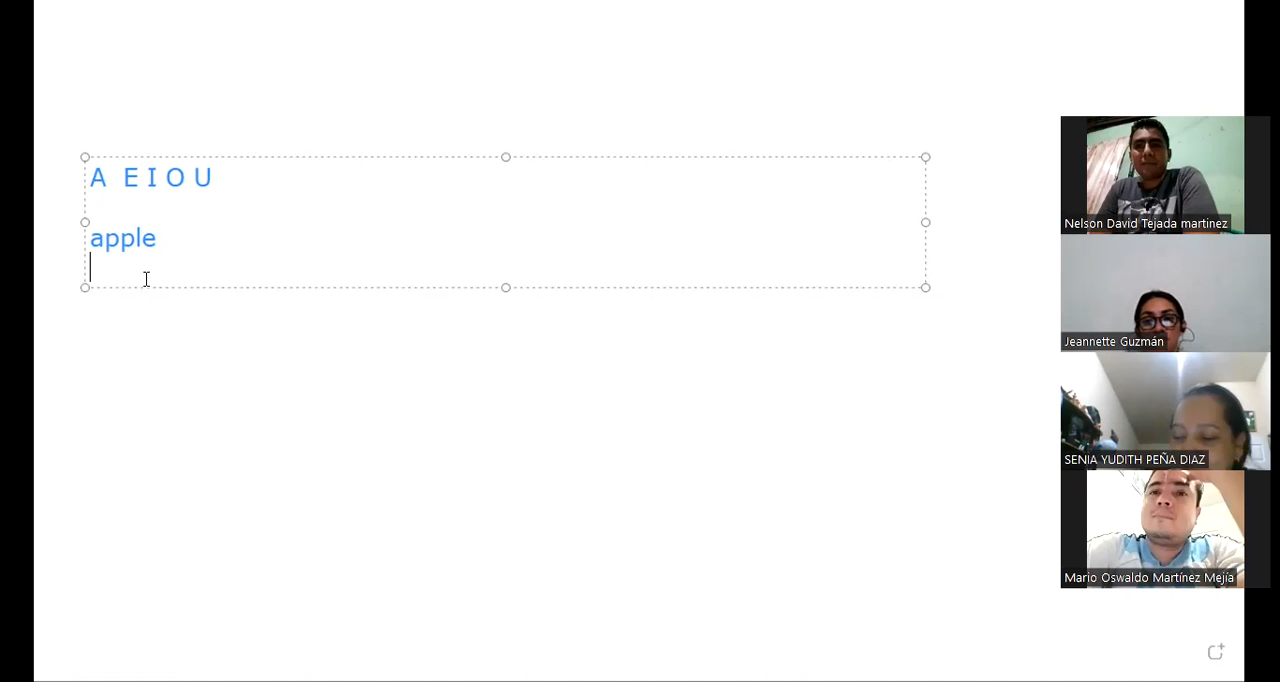 A E I O U
apple
Nelson David Tejada martinez
Jeannette Guzmán
SENIA YUDITH PEÑA DIAZ
Mario Oswaldo Martínez Mejía